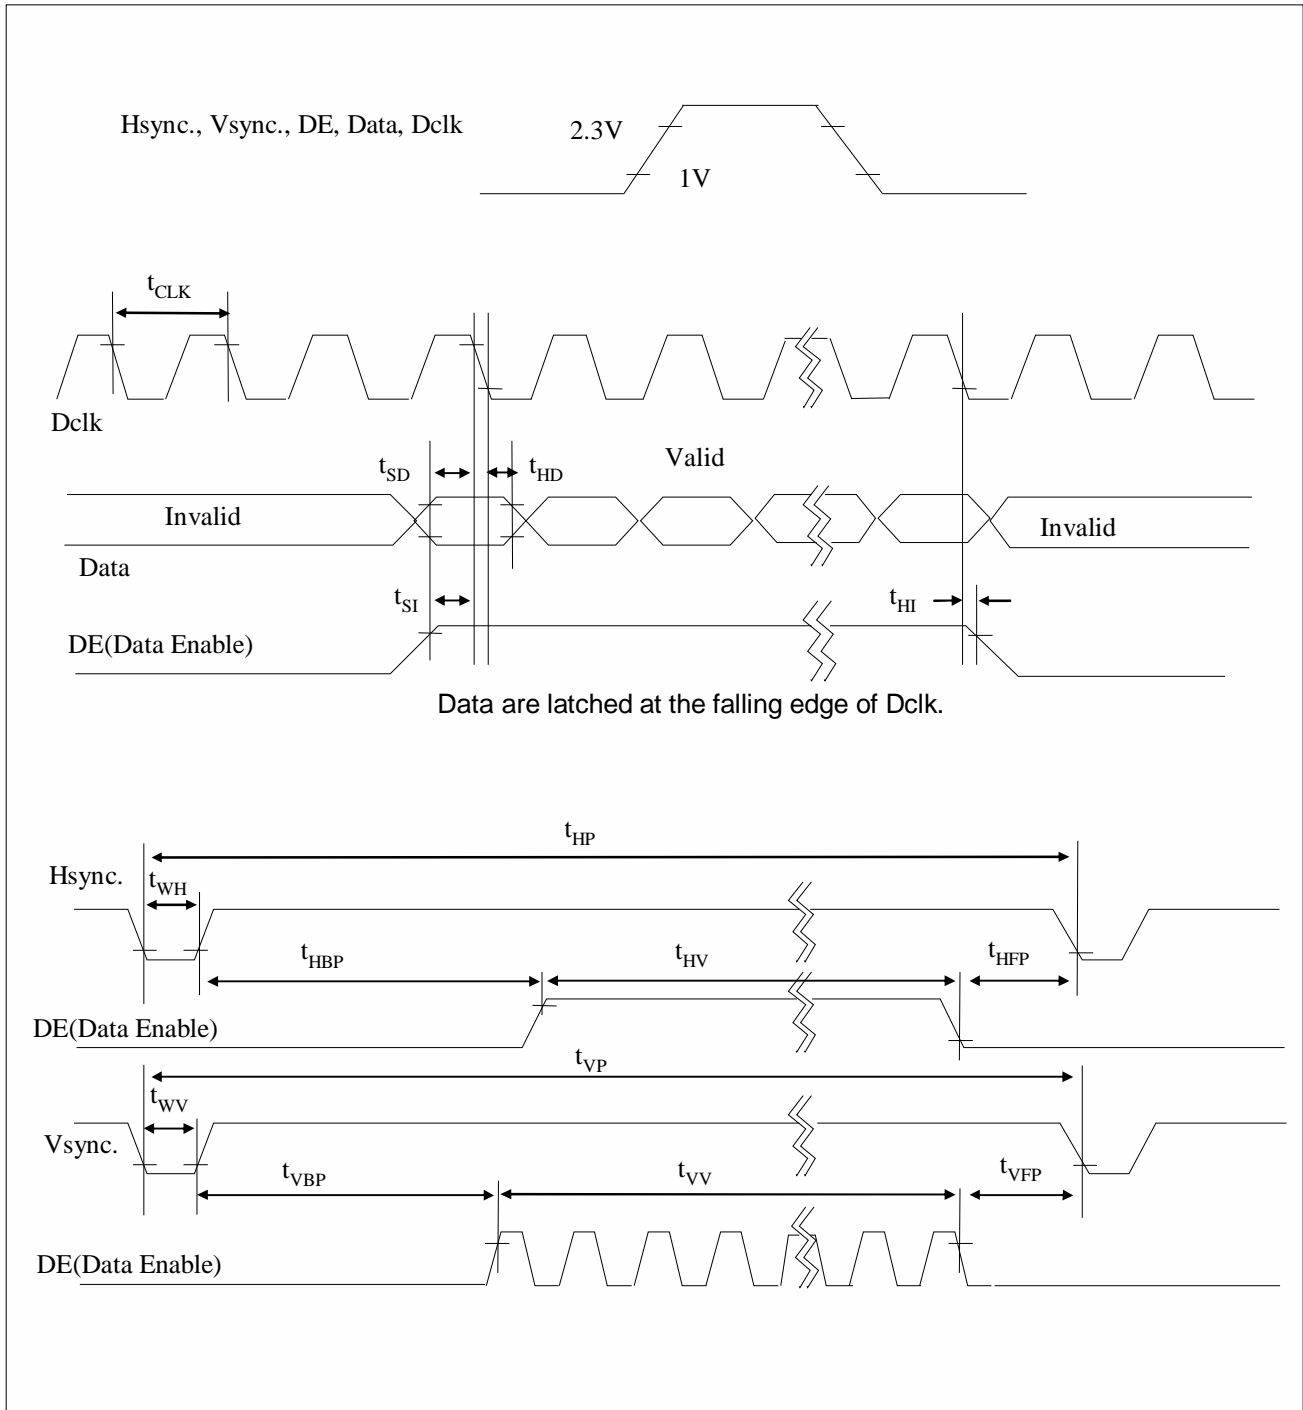 Hsync., Vsync., DE, Data, Dclk
2.3V
1V
tCLK
Dclk
tSD
tHD
Valid
Invalid
Invalid
Data
tSI
tHI
DE(Data Enable)
Data are latched at the falling edge of Dclk.
tHP
Hsync.
tWH
tHBP
tHV
tHFP
DE(Data Enable)
tVP
tWV
Vsync.
tVBP
tVV
tVFP
DE(Data Enable)